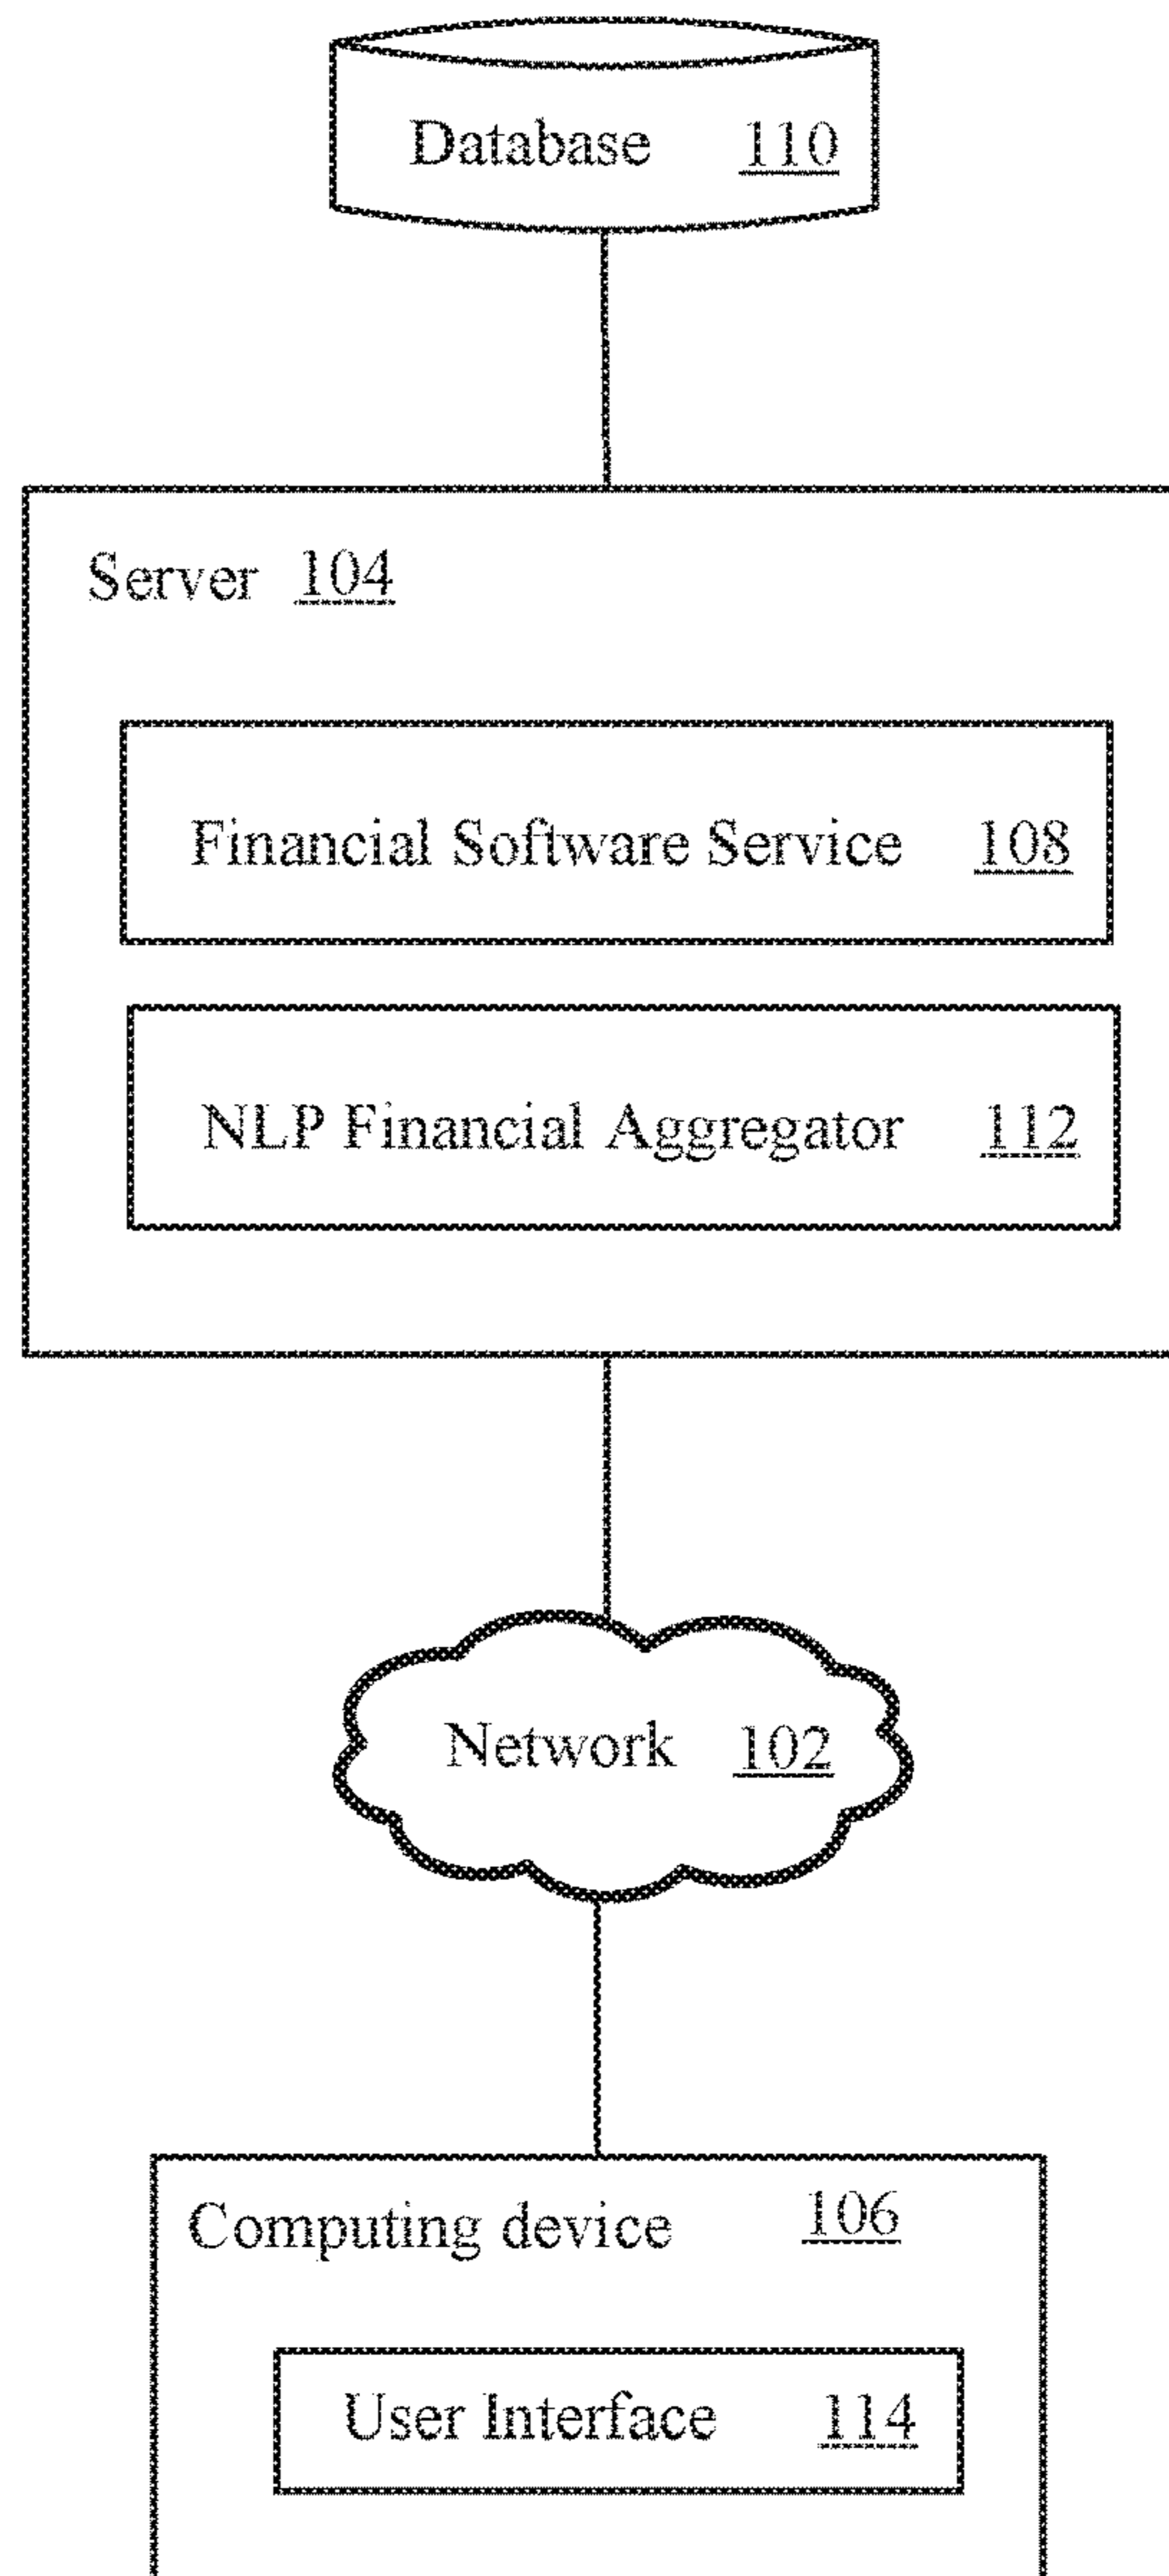 Database 110
Server 104
Financial Software Service 108
NLP Financial Aggregator 112
Network 102
Computing device 106
User Interface 114